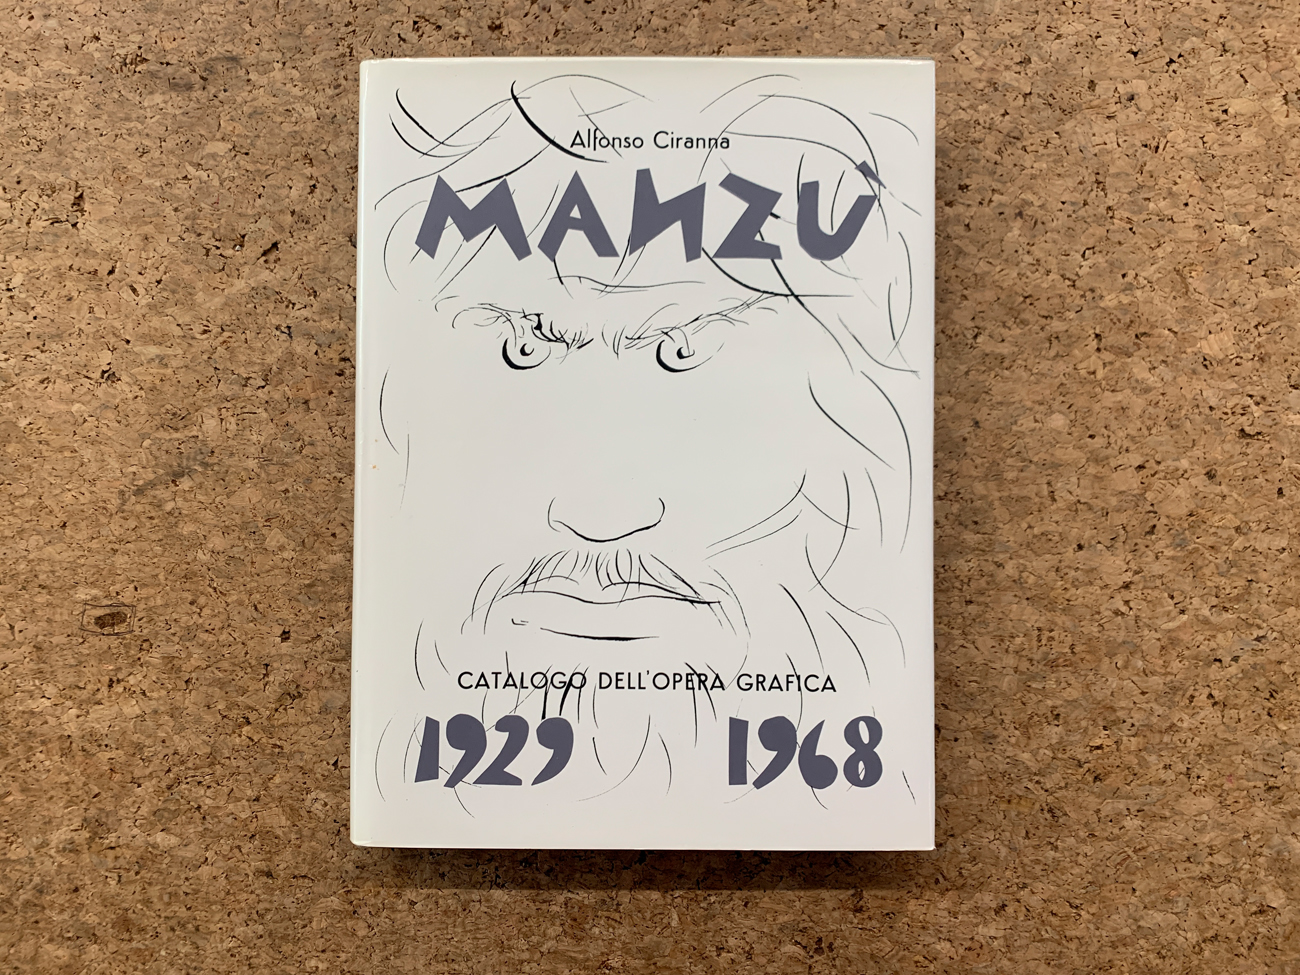 Alfonso Ciranna
MANZÙ
CATALOGO DELL'OPERA GRAFICA
1929 1968